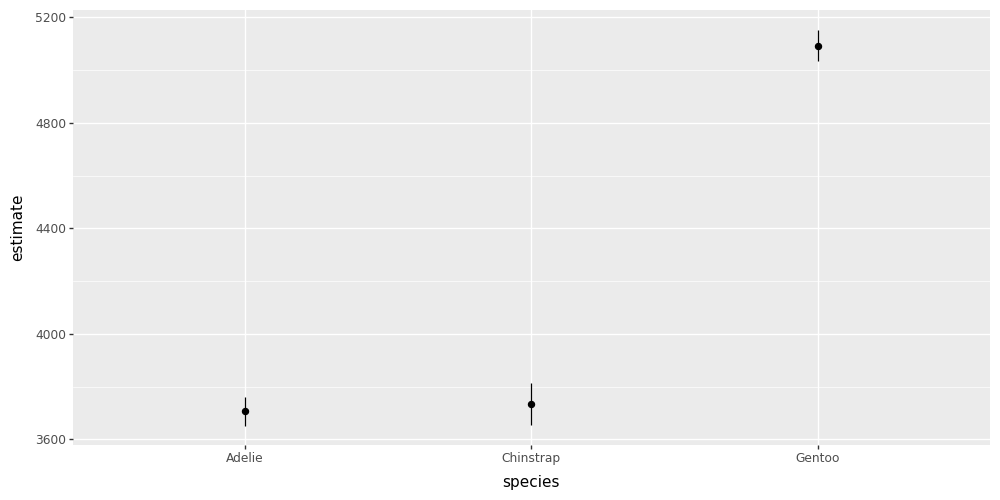 5200
4800
4400
4000
3600
estimate
Adelie
Chinstrap
Gentoo
species